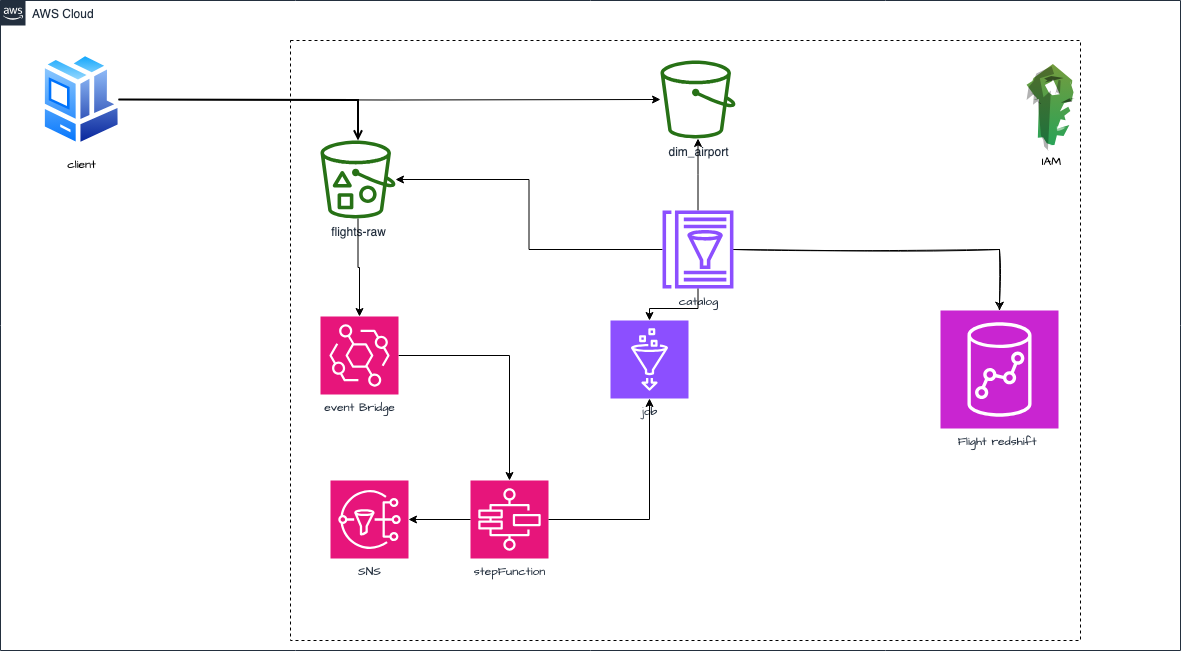 aws
AWS Cloud
client
dim_airport
IAM
flights-raw
catalog
event Bridge
job
Flight redshift
SNS
stepFunction